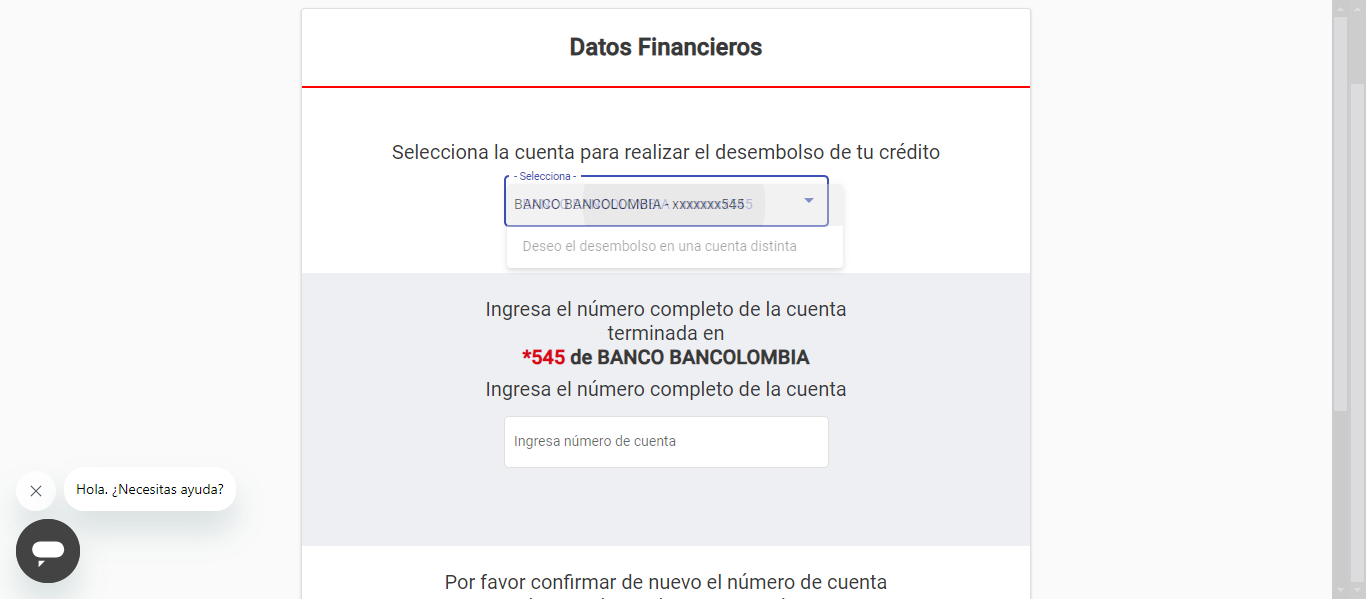 Datos Financieros
Selecciona la cuenta para realizar el desembolso de tu crédito
- Selecciona -
BANCO BANCOLOMBIA - xxxxxxx545
Deseo el desembolso en una cuenta distinta
Ingresa el número completo de la cuenta
terminada en
*545 de BANCO BANCOLOMBIA
Ingresa el número completo de la cuenta
Ingresa número de cuenta
Hola. ¿Necesitas ayuda?
Por favor confirmar de nuevo el número de cuenta